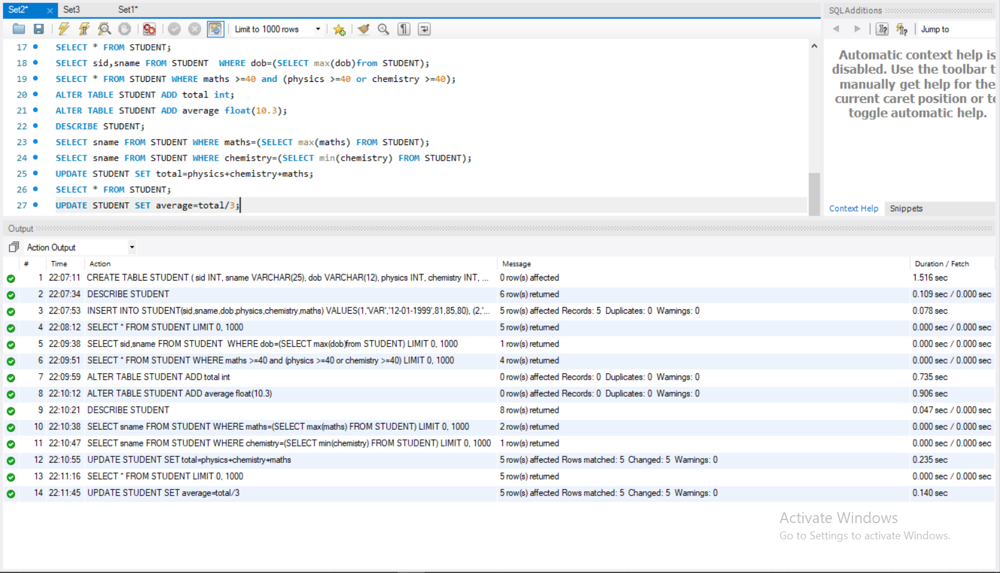 Set2* × Set3 Set1*
Limit to 1000 rows
17 SELECT * FROM STUDENT;
18 SELECT sid,sname FROM STUDENT  WHERE dob=(SELECT max(dob)from STUDENT);
19 SELECT * FROM STUDENT WHERE maths >=40 and (physics >=40 or chemistry >=40);
20 ALTER TABLE STUDENT ADD total int;
21 ALTER TABLE STUDENT ADD average float(10.3);
22 DESCRIBE STUDENT;
23 SELECT sname FROM STUDENT WHERE maths=(SELECT max(maths) FROM STUDENT);
24 SELECT sname FROM STUDENT WHERE chemistry=(SELECT min(chemistry) FROM STUDENT);
25 UPDATE STUDENT SET total=physics+chemistry+maths;
26 SELECT * FROM STUDENT;
27 UPDATE STUDENT SET average=total/3;
SQLAdditions
Jump to
Automatic context help is
disabled. Use the toolbar t
manually get help for the
current caret position or to
toggle automatic help.
Context Help Snippets
Output
Action Output
# Time Action Message Duration / Fetch
1 22:07:11 CREATE TABLE STUDENT ( sid INT, sname VARCHAR(25), dob VARCHAR(12), physics INT, chemistry INT, ... 0 row(s) affected 1.516 sec
2 22:07:34 DESCRIBE STUDENT 6 row(s) returned 0.109 sec / 0.000 sec
3 22:07:53 INSERT INTO STUDENT(sid,sname,dob,physics,chemistry,maths) VALUES(1,'VAR','12-01-1999',81,85,80), (2,'... 5 row(s) affected Records: 5  Duplicates: 0  Warnings: 0 0.078 sec
4 22:08:12 SELECT * FROM STUDENT LIMIT 0, 1000 5 row(s) returned 0.000 sec / 0.000 sec
5 22:09:38 SELECT sid,sname FROM STUDENT  WHERE dob=(SELECT max(dob)from STUDENT) LIMIT 0, 1000 1 row(s) returned 0.000 sec / 0.000 sec
6 22:09:51 SELECT * FROM STUDENT WHERE maths >=40 and (physics >=40 or chemistry >=40) LIMIT 0, 1000 4 row(s) returned 0.000 sec / 0.000 sec
7 22:09:59 ALTER TABLE STUDENT ADD total int 0 row(s) affected Records: 0  Duplicates: 0  Warnings: 0 0.735 sec
8 22:10:12 ALTER TABLE STUDENT ADD average float(10.3) 0 row(s) affected Records: 0  Duplicates: 0  Warnings: 0 0.906 sec
9 22:10:21 DESCRIBE STUDENT 8 row(s) returned 0.047 sec / 0.000 sec
10 22:10:38 SELECT sname FROM STUDENT WHERE maths=(SELECT max(maths) FROM STUDENT) LIMIT 0, 1000 2 row(s) returned 0.000 sec / 0.000 sec
11 22:10:47 SELECT sname FROM STUDENT WHERE chemistry=(SELECT min(chemistry) FROM STUDENT) LIMIT 0, 1000 1 row(s) returned 0.000 sec / 0.000 sec
12 22:10:55 UPDATE STUDENT SET total=physics+chemistry+maths 5 row(s) affected Rows matched: 5  Changed: 5  Warnings: 0 0.235 sec
13 22:11:16 SELECT * FROM STUDENT LIMIT 0, 1000 5 row(s) returned 0.000 sec / 0.000 sec
14 22:11:45 UPDATE STUDENT SET average=total/3 5 row(s) affected Rows matched: 5  Changed: 5  Warnings: 0 0.140 sec
Activate Windows
Go to Settings to activate Windows.